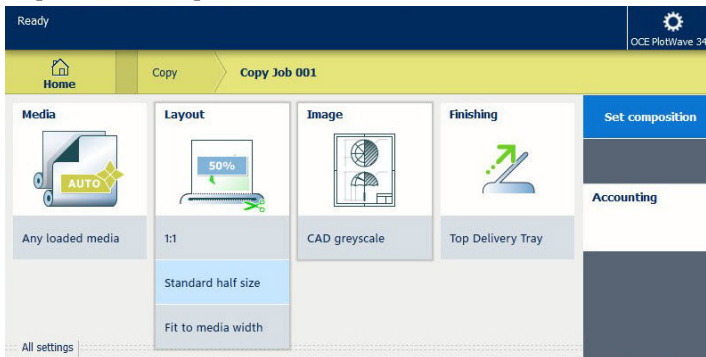 Ready
OCE PlotWave 34
Home
Copy
Copy Job 001
Media
Layout
Image
Finishing
Set composition
50%
AUTO
Accounting
Any loaded media
1:1
CAD greyscale
Top Delivery Tray
Standard half size
Fit to media width
All settings